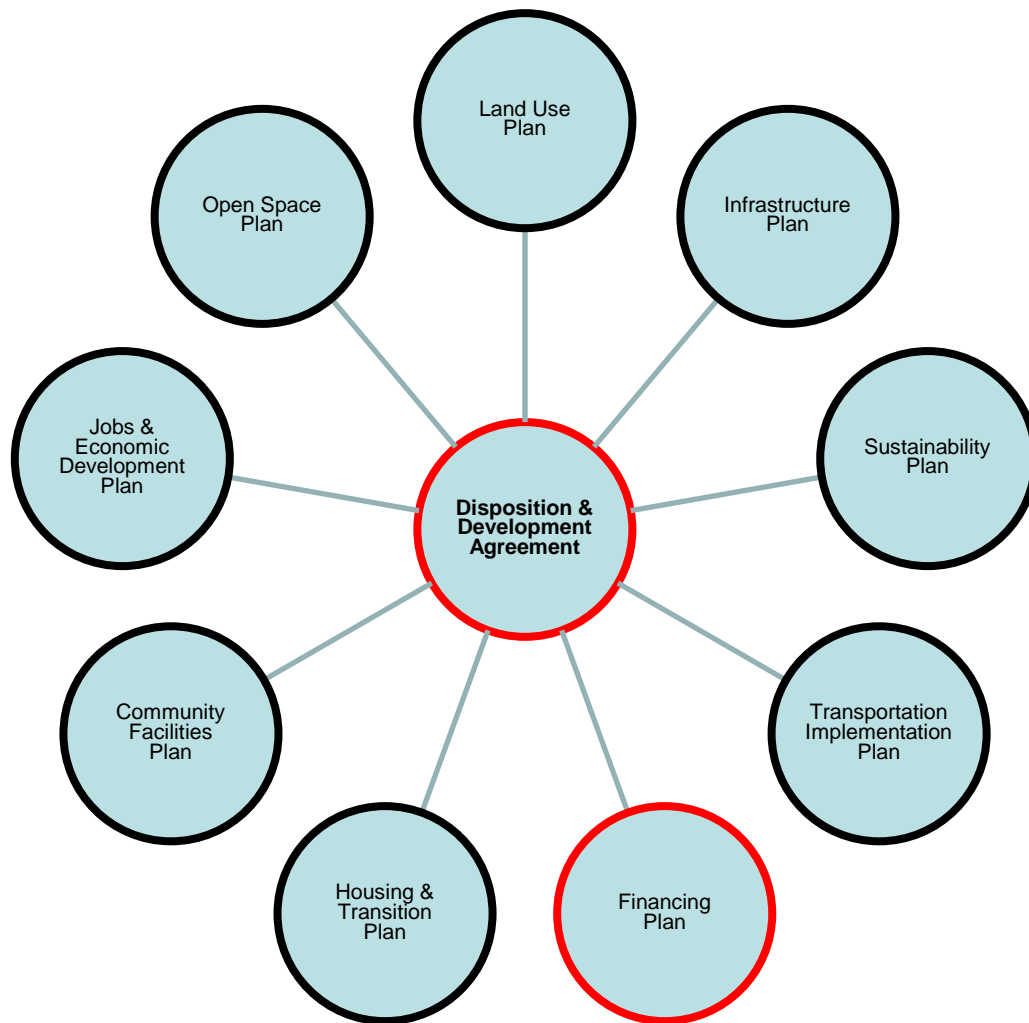 Land Use
Plan
Open Space
Plan
Infrastructure
Plan
Jobs &
Economic
Development
Plan
Sustainability
Plan
Disposition &
Development
Agreement
Community
Facilities
Plan
Transportation
Implementation
Plan
Housing &
Transition
Plan
Financing
Plan